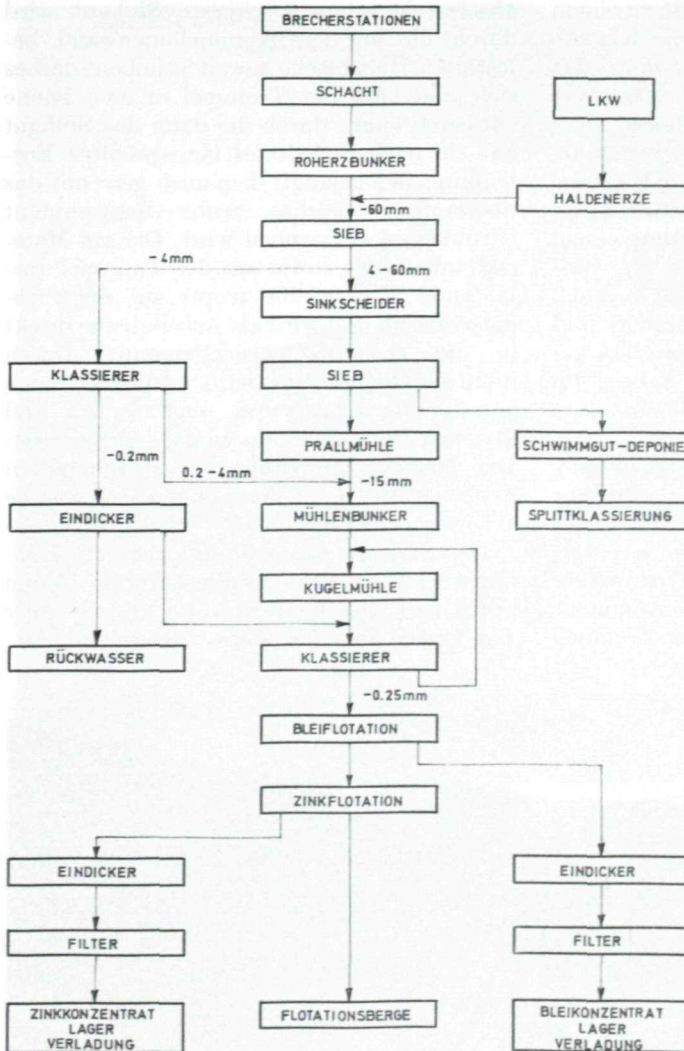 BRECHERSTATIONEN
SCHACHT
LKW
ROHERZBUNKER
HALDENERZE
-60mm
SIEB
-4mm
4-60mm
SINKSCHEIDER
KLASSIERER
SIEB
PRALLMÜHLE
SCHWIMMGUT-DEPONIE
-0.2mm
0.2-4mm
-15mm
EINDICKER
MÜHLENBUNKER
SPLITTKLASSIERUNG
KUGELMÜHLE
RÜCKWASSER
KLASSIERER
-0.25mm
BLEIFLOTATION
ZINKFLOTATION
EINDICKER
EINDICKER
FILTER
FILTER
ZINKKONZENTRAT
LAGER
VERLADUNG
FLOTATIONSBERGE
BLEIKONZENTRAT
LAGER
VERLADUNG